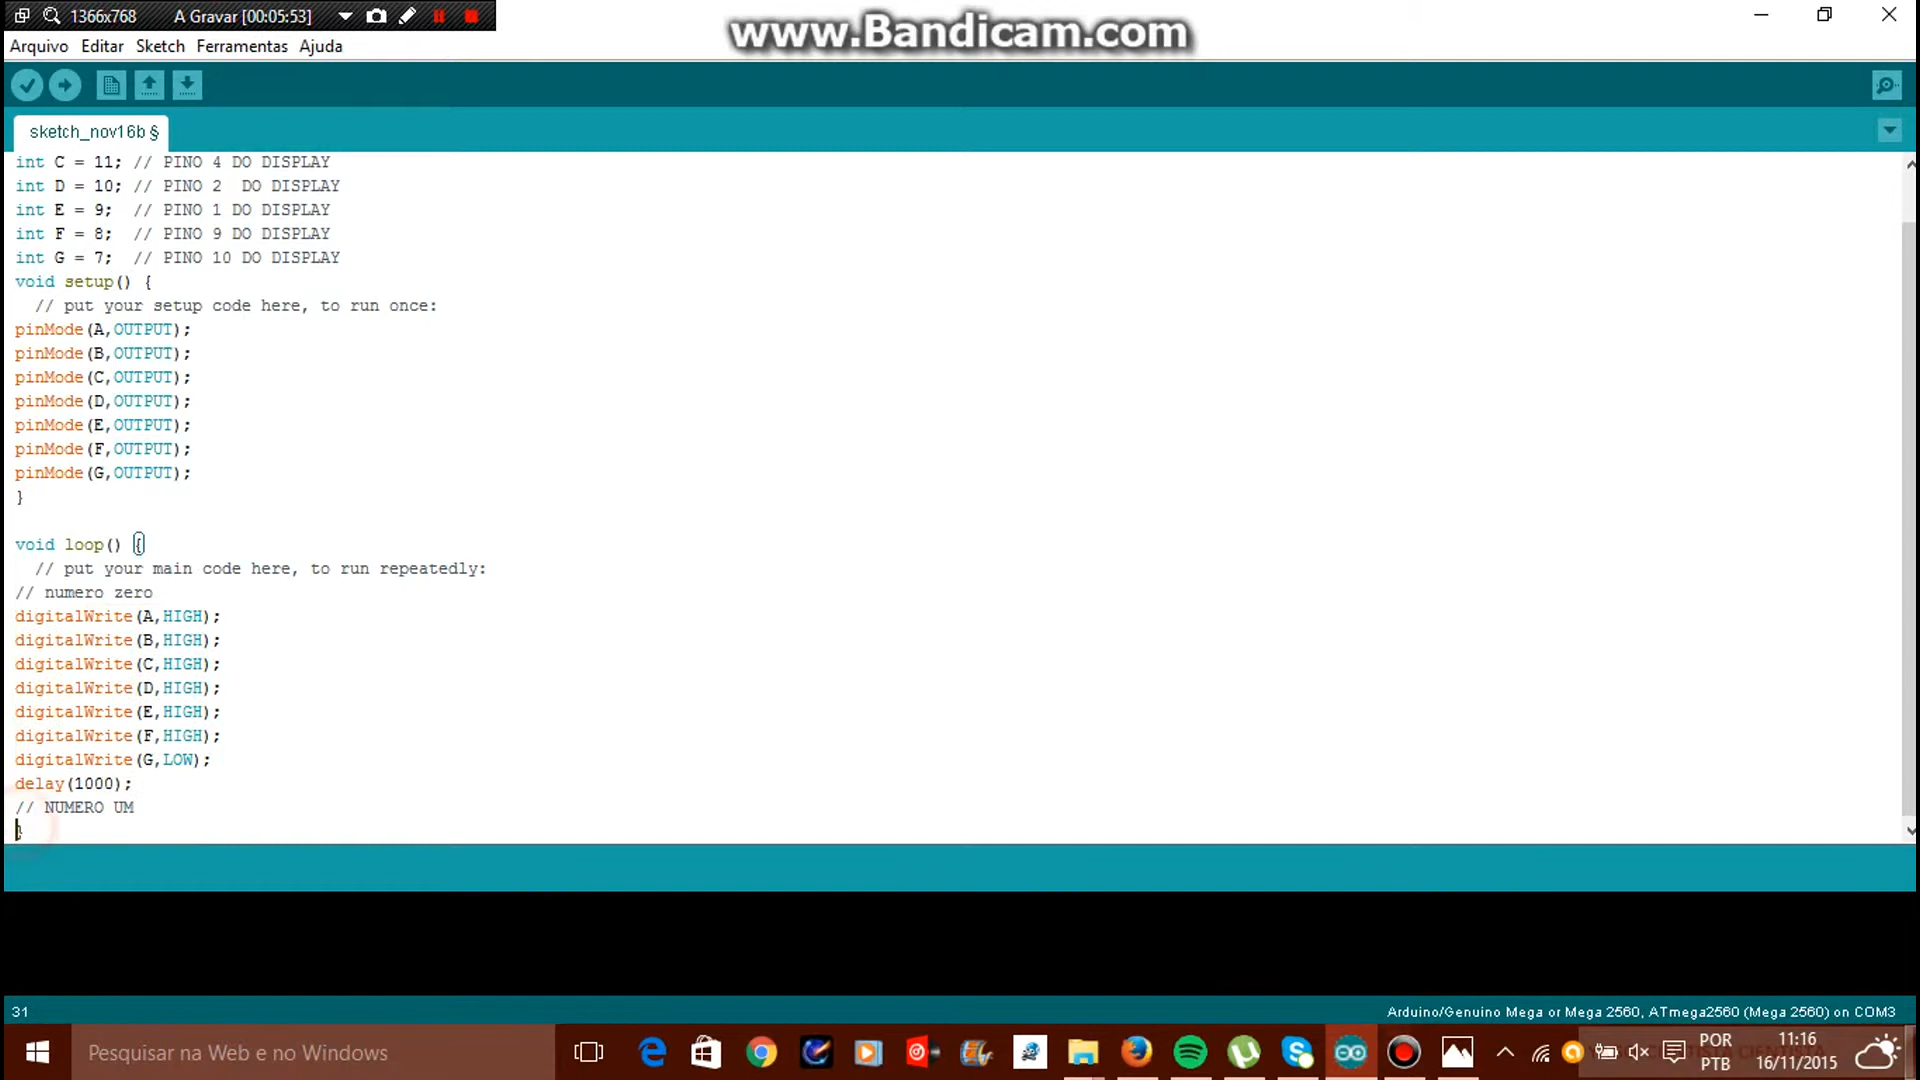 1366x768 A Gravar [00:05:53]
www.Bandicam.com
Arquivo Editar Sketch Ferramentas Ajuda
sketch_nov16b §
int C = 11; // PINO 4 DO DISPLAY
int D = 10; // PINO 2  DO DISPLAY
int E = 9;  // PINO 1 DO DISPLAY
int F = 8;  // PINO 9 DO DISPLAY
int G = 7;  // PINO 10 DO DISPLAY
void setup() {
  // put your setup code here, to run once:
pinMode(A,OUTPUT);
pinMode(B,OUTPUT);
pinMode(C,OUTPUT);
pinMode(D,OUTPUT);
pinMode(E,OUTPUT);
pinMode(F,OUTPUT);
pinMode(G,OUTPUT);
}
void loop() {
  // put your main code here, to run repeatedly:
// numero zero
digitalWrite(A,HIGH);
digitalWrite(B,HIGH);
digitalWrite(C,HIGH);
digitalWrite(D,HIGH);
digitalWrite(E,HIGH);
digitalWrite(F,HIGH);
digitalWrite(G,LOW);
delay(1000);
// NUMERO UM
}
31
Arduino/Genuino Mega or Mega 2560, ATmega2560 (Mega 2560) on COM3
Pesquisar na Web e no Windows
POR
PTB
11:16
16/11/2015